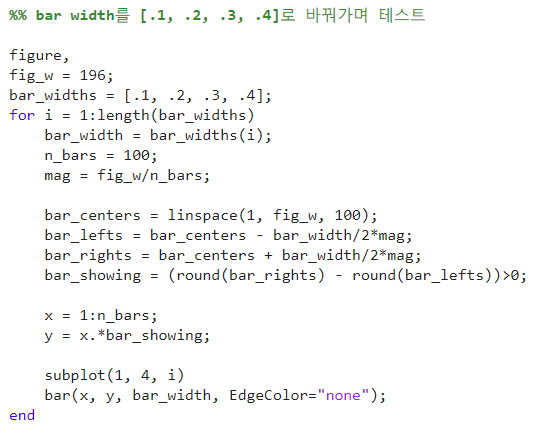 %% bar width를 [.1, .2, .3, .4]로 바꿔가며 테스트
figure,
fig_w = 196;
bar_widths = [.1, .2, .3, .4];
for i = 1:length(bar_widths)
bar_width = bar_widths(i);
n_bars = 100;
mag = fig_w/n_bars;
bar_centers = linspace(1, fig_w, 100);
bar_lefts = bar_centers - bar_width/2*mag;
bar_rights = bar_centers + bar_width/2*mag;
bar_showing = (round(bar_rights) - round(bar_lefts))>0;
x = 1:n_bars;
y = x.*bar_showing;
subplot(1, 4, i)
bar(x, y, bar_width, EdgeColor="none");
end